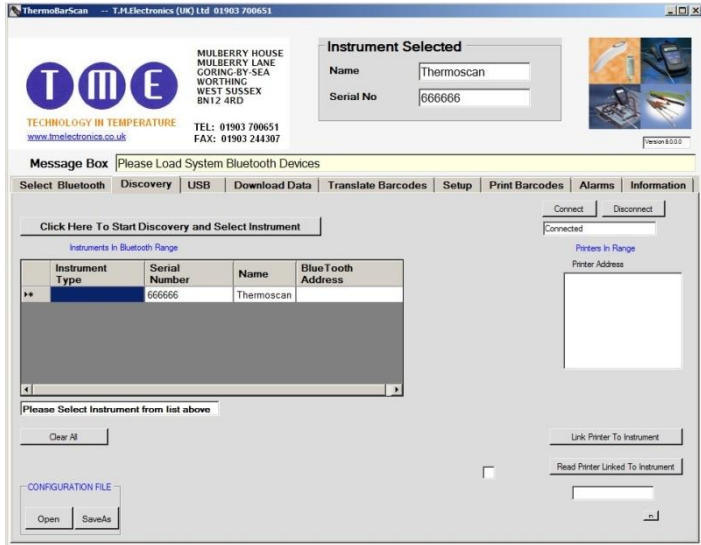 ThermoBarScan -- T.M.Electronics (UK) Ltd 01903 700651
TME
TECHNOLOGY IN TEMPERATURE
www.tmelectronics.co.uk
MULBERRY HOUSE
MULBERRY LANE
GORING-BY-SEA
WORTHING
WEST SUSSEX
BN12 4RD
TEL: 01903 700651
FAX: 01903 244307
Instrument Selected
Name Thermoscan
Serial No 666666
Version 8.0.0.0
Message Box Please Load System Bluetooth Devices
Select Bluetooth Discovery USB Download Data Translate Barcodes Setup Print Barcodes Alarms Information
Click Here To Start Discovery and Select Instrument
Connect Disconnect
Connected
Instruments In Bluetooth Range
Printers In Range
Printer Address
Instrument Type Serial Number Name BlueTooth Address
666666 Thermoscan
Please Select Instrument from list above
Clear All
Link Printer To Instrument
Read Printer Linked To Instrument
CONFIGURATION FILE
Open SaveAs
n